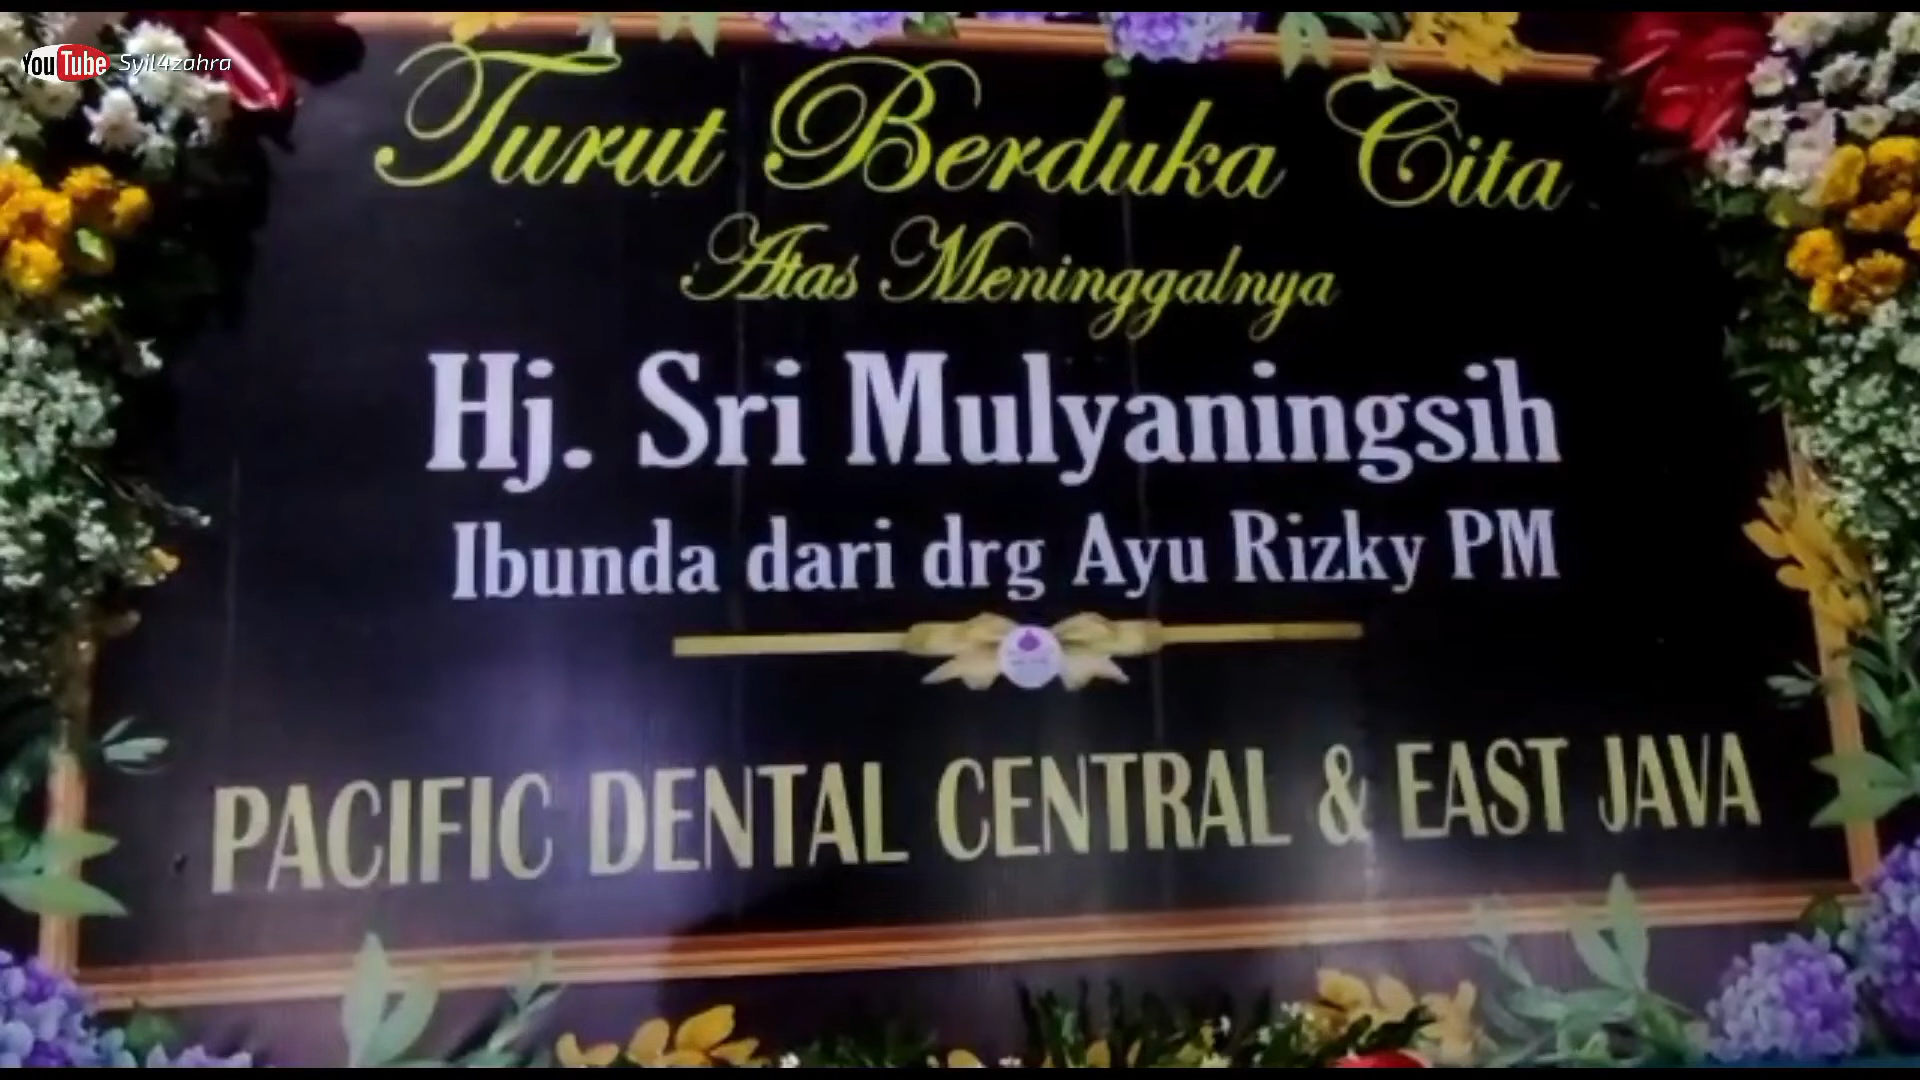 YouTube Syil4zahra
Turut Berduka Cita
Atas Meninggalnya
Hj. Sri Mulyaningsih
Ibunda dari drg Ayu Rizky PM
PACIFIC DENTAL CENTRAL & EAST JAVA